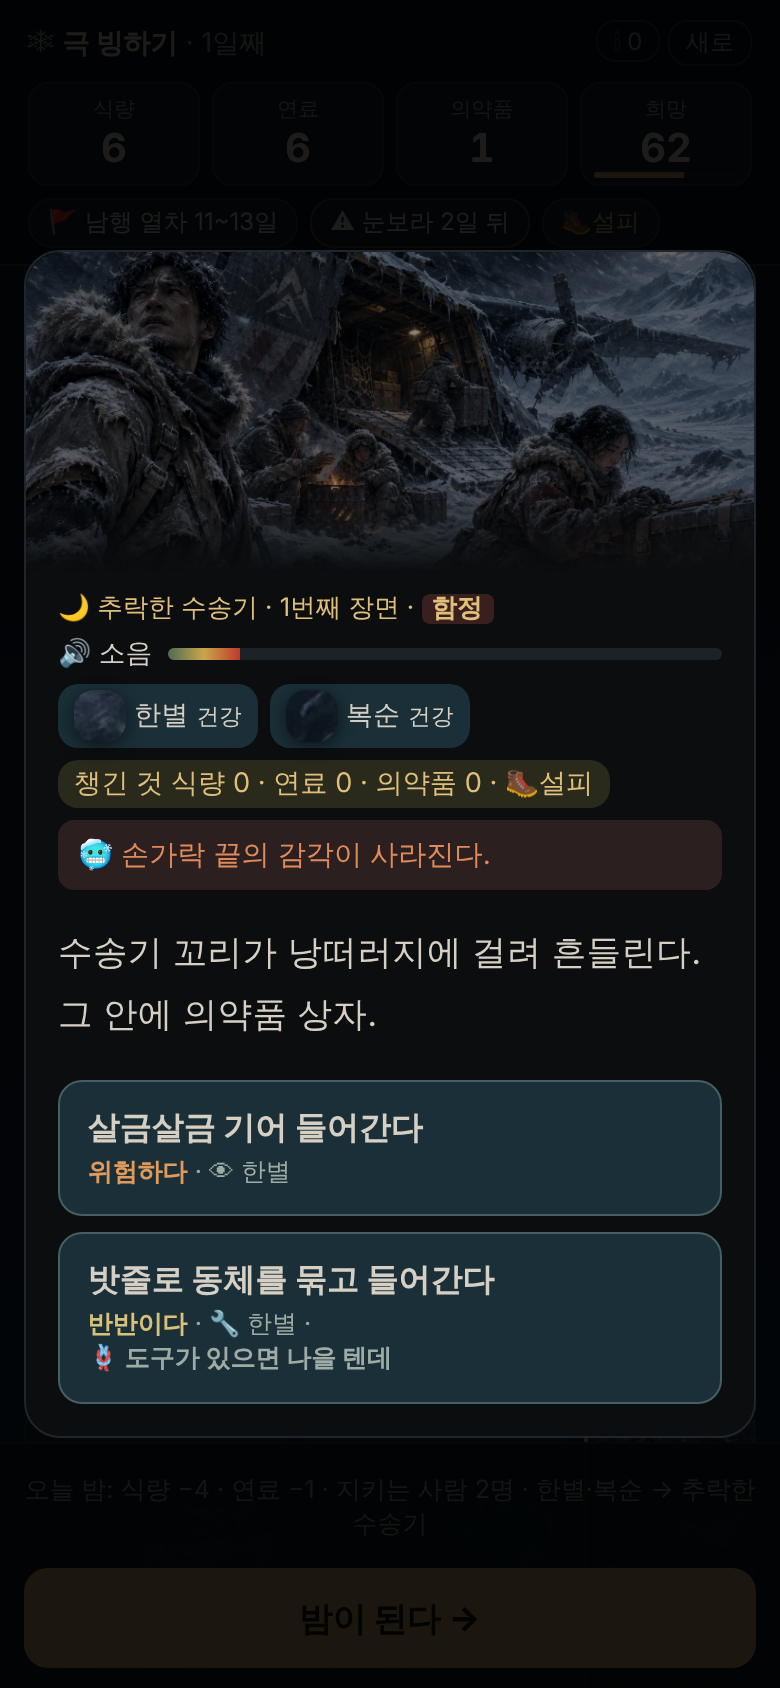 ❄ 극 빙하기 · 1일째
0
새로
식량
6
연료
6
의약품
1
희망
62
🚩 남행 열차 11~13일
⚠ 눈보라 2일 뒤
🥾설피
🌙 추락한 수송기 · 1번째 장면 · 함정
🔊 소음
한별 건강
복순 건강
챙긴 것 식량 0 · 연료 0 · 의약품 0 · 🥾설피
🥶 손가락 끝의 감각이 사라진다.
수송기 꼬리가 낭떠러지에 걸려 흔들린다.
그 안에 의약품 상자.
살금살금 기어 들어간다
위험하다 · 👁 한별
밧줄로 동체를 묶고 들어간다
반반이다 · 🔧 한별 ·
🪢 도구가 있으면 나을 텐데
오늘 밤: 식량 −4 · 연료 −1 · 지키는 사람 2명 · 한별·복순 → 추락한
수송기
밤이 된다 →